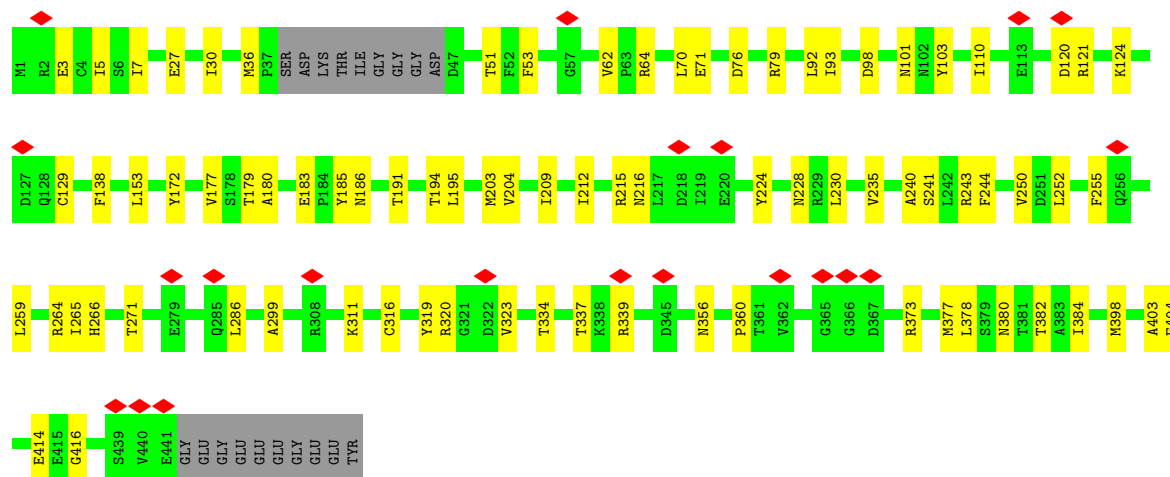 M1 R2 E3 C4 I5 S6 I7 E27 I30 M36 P37 SER ASP LYS THR ILE GLY GLY GLY ASP D47 T51 F52 F53 G57 V62 P63 R64 L70 E71 D76 R79 L92 I93 D98 N101 N102 Y103 I110 E113 D120 R121 K124
D127 Q128 C129 F138 L153 Y172 V177 S178 T179 A180 E183 P184 Y185 N186 T191 T194 L195 M203 V204 I209 I212 R215 N216 L217 D218 I219 E220 Y224 N228 R229 L230 V235 A240 S241 L242 R243 F244 V250 D251 L252 F255 Q256
L259 R264 I265 H266 T271 E279 Q285 L286 A299 R308 K311 C316 Y319 R320 G321 D322 V323 T334 T337 K338 R339 D345 N356 P360 T361 V362 G365 G366 D367 R373 M377 L378 S379 N380 T381 T382 A383 I384 M398 A403
E414 E415 G416 S439 V440 E441 GLY GLU GLY GLU GLU GLU GLY GLU GLU TYR